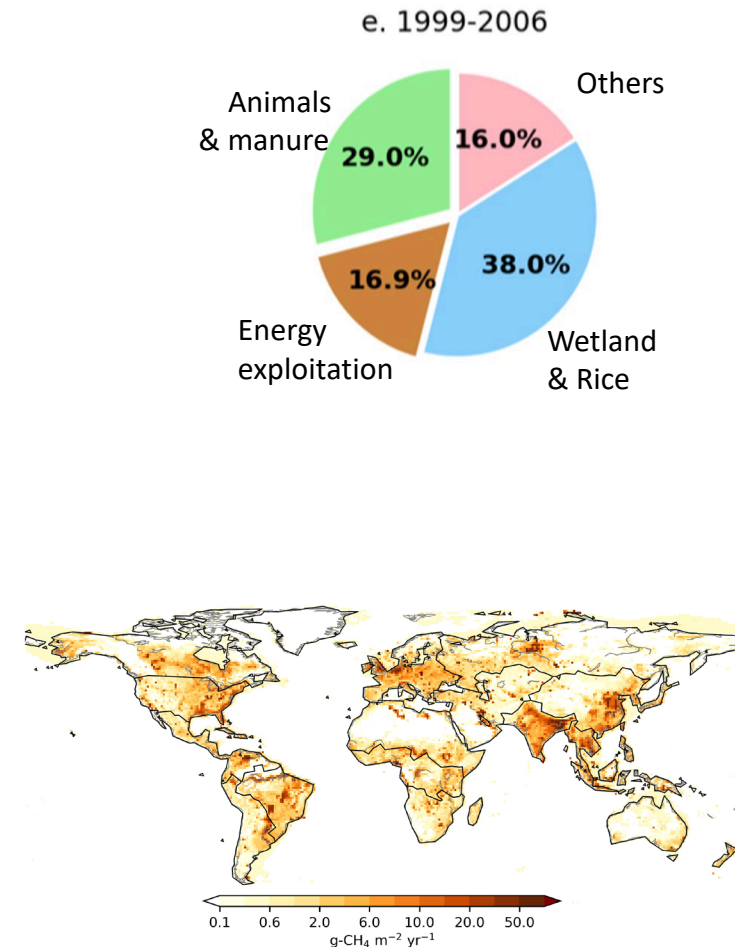 e. 1999-2006
Animals
& manure
Others
16.0%
29.0%
38.0%
16.9%
Energy
exploitation
Wetland
& Rice
0.1 0.6 2.0 6.0 10.0 20.0 50.0
g-CH₄ m⁻² yr⁻¹